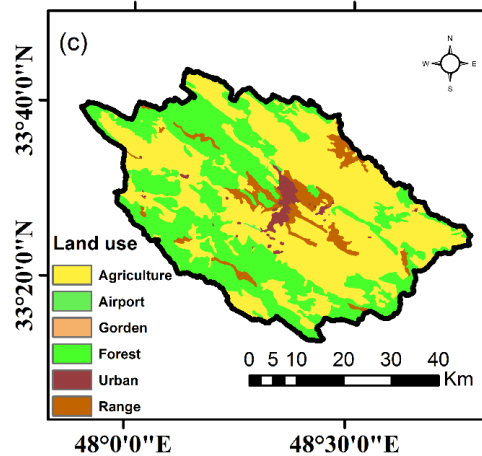 (c)
N
W E
S
33°40'0"N
33°20'0"N
Land use
Agriculture
Airport
Gorden
Forest
Urban
Range
0 5 10 20 30 40
Km
48°0'0"E 48°30'0"E